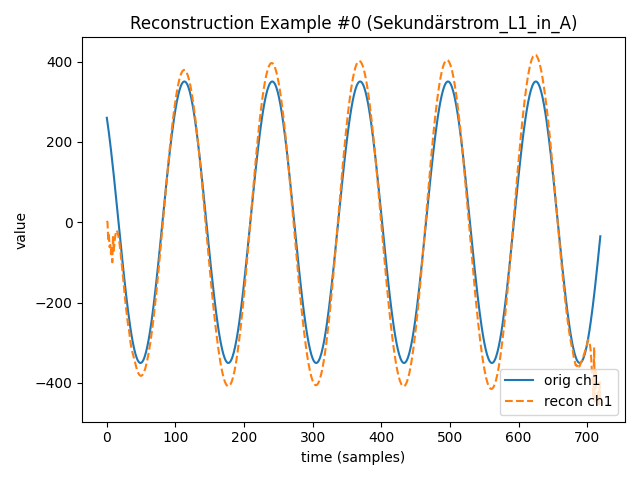 Reconstruction Example #0 (Sekundärstrom_L1_in_A)
value
400
200
0
−200
−400
0 100 200 300 400 500 600 700
time (samples)
orig ch1
recon ch1